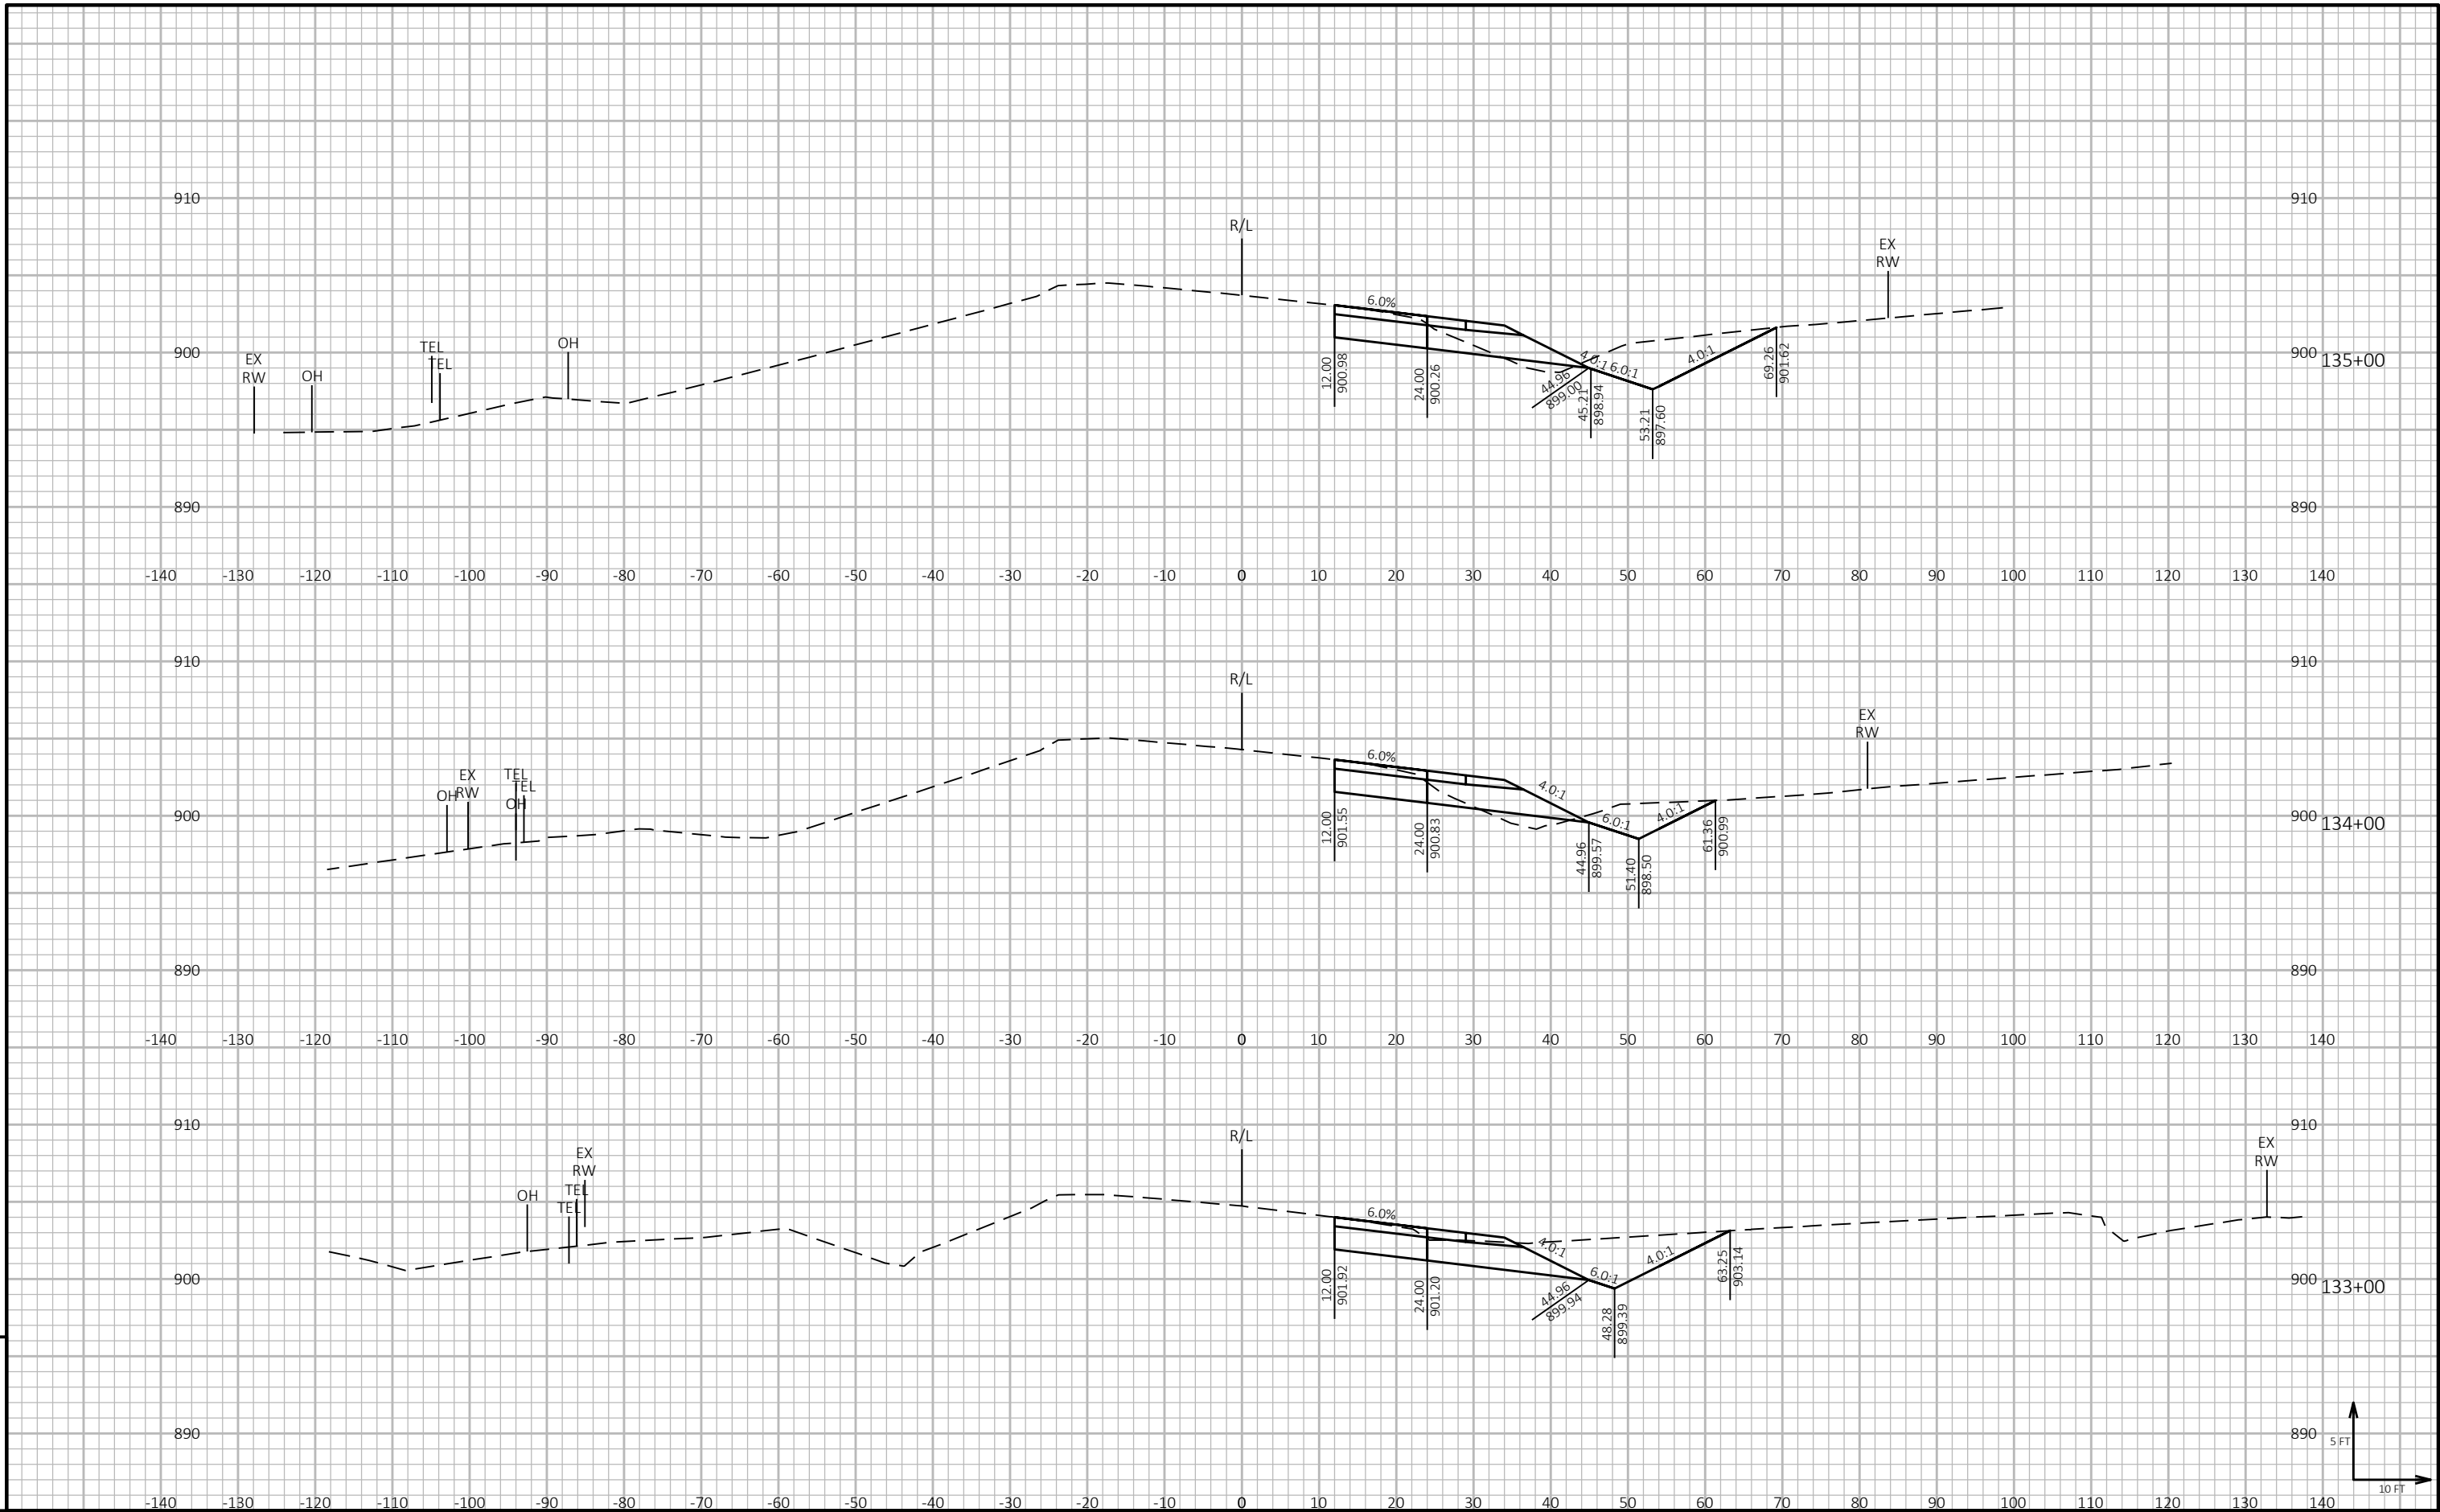 910 910
R/L
EX
RW
6.0%
TEL
TEL
OH
EX
RW
OH
900 900 135+00
4.0:1 6.0:1
4.0:1
12.00
900.98
24.00
900.26
44.96
899.00
45.21
898.94
53.21
897.60
69.26
901.62
890 890
-140 -130 -120 -110 -100 -90 -80 -70 -60 -50 -40 -30 -20 -10 0 10 20 30 40 50 60 70 80 90 100 110 120 130 140
910 910
R/L
EX
RW
6.0%
TEL
TEL
EX
RW
OH
OH
900 900 134+00
4.0:1
6.0:1
4.0:1
12.00
901.55
24.00
900.83
44.96
899.57
51.40
898.50
61.36
900.99
890 890
-140 -130 -120 -110 -100 -90 -80 -70 -60 -50 -40 -30 -20 -10 0 10 20 30 40 50 60 70 80 90 100 110 120 130 140
910 910
R/L
EX
RW
EX
RW
TEL
TEL
OH
6.0%
4.0:1
6.0:1
4.0:1
900 900 133+00
12.00
901.92
24.00
901.20
44.96
899.94
48.28
899.39
63.25
903.14
890 890
5 FT
10 FT
-140 -130 -120 -110 -100 -90 -80 -70 -60 -50 -40 -30 -20 -10 0 10 20 30 40 50 60 70 80 90 100 110 120 130 140